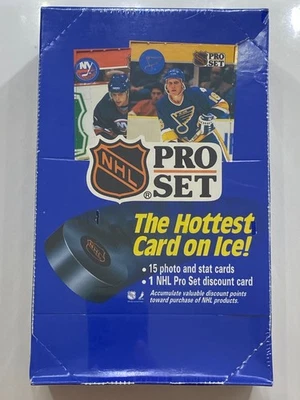 NY
PRO
SET
NHL
PRO
® SET
The Hottest
Card on Ice!
• 15 photo and stat cards
• 1 NHL Pro Set discount card
Accumulate valuable discount points
toward purchase of NHL products.